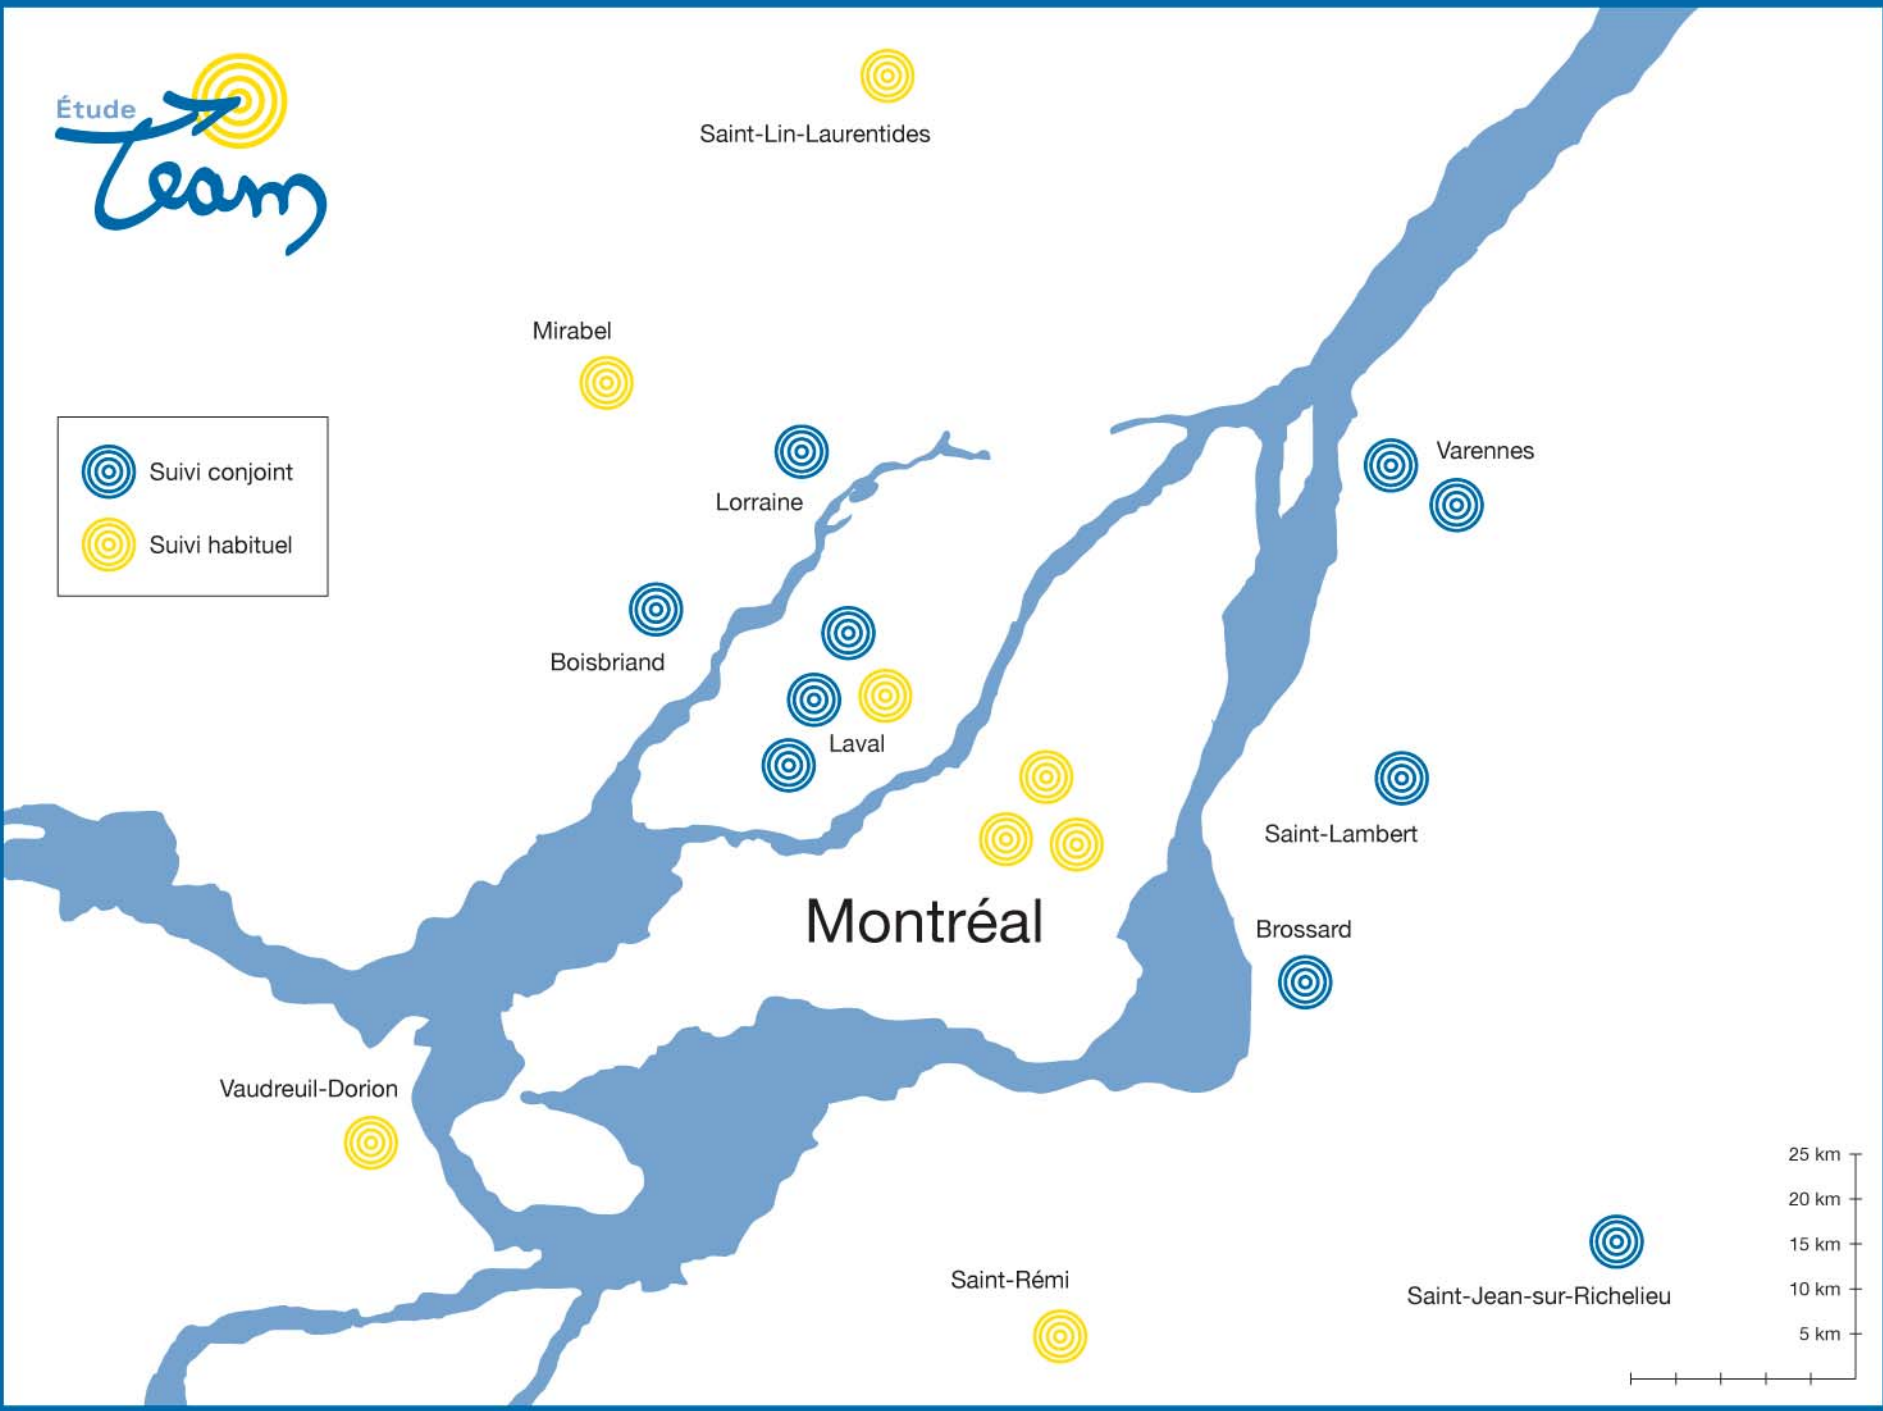 Étude
Team
Saint-Lin-Laurentides
Mirabel
Suivi conjoint
Suivi habituel
Lorraine
Varennes
Boisbriand
Laval
Saint-Lambert
Montréal
Brossard
Vaudreuil-Dorion
Saint-Rémi
Saint-Jean-sur-Richelieu
25 km
20 km
15 km
10 km
5 km